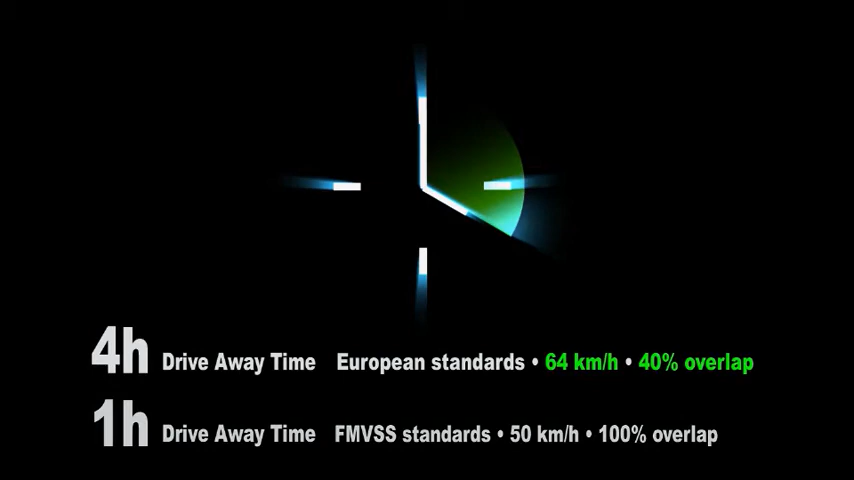 4h Drive Away Time European standards • 64 km/h • 40% overlap
1h Drive Away Time FMVSS standards • 50 km/h • 100% overlap